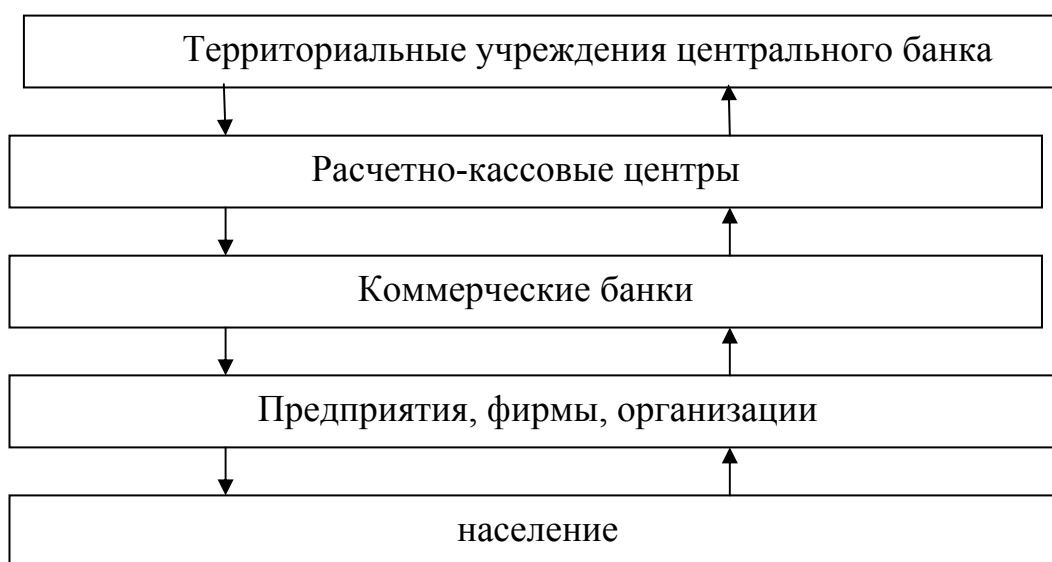 Территориальные учреждения центрального банка
Расчетно-кассовые центры
Коммерческие банки
Предприятия, фирмы, организации
население